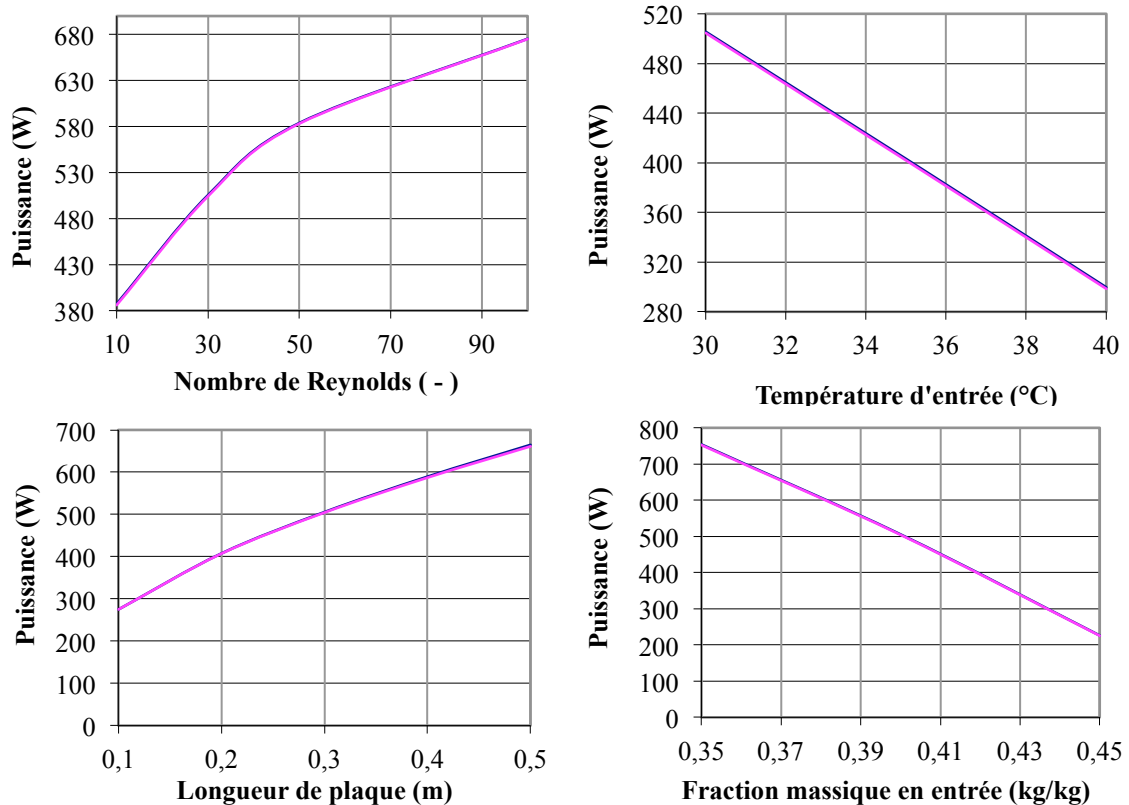 Puissance (W)
680
630
580
530
480
430
380
10 30 50 70 90
Nombre de Reynolds ( - )
Puissance (W)
520
480
440
400
360
320
280
30 32 34 36 38 40
Température d'entrée (°C)
Puissance (W)
700
600
500
400
300
200
100
0
0,1 0,2 0,3 0,4 0,5
Longueur de plaque (m)
Puissance (W)
800
700
600
500
400
300
200
100
0
0,35 0,37 0,39 0,41 0,43 0,45
Fraction massique en entrée (kg/kg)